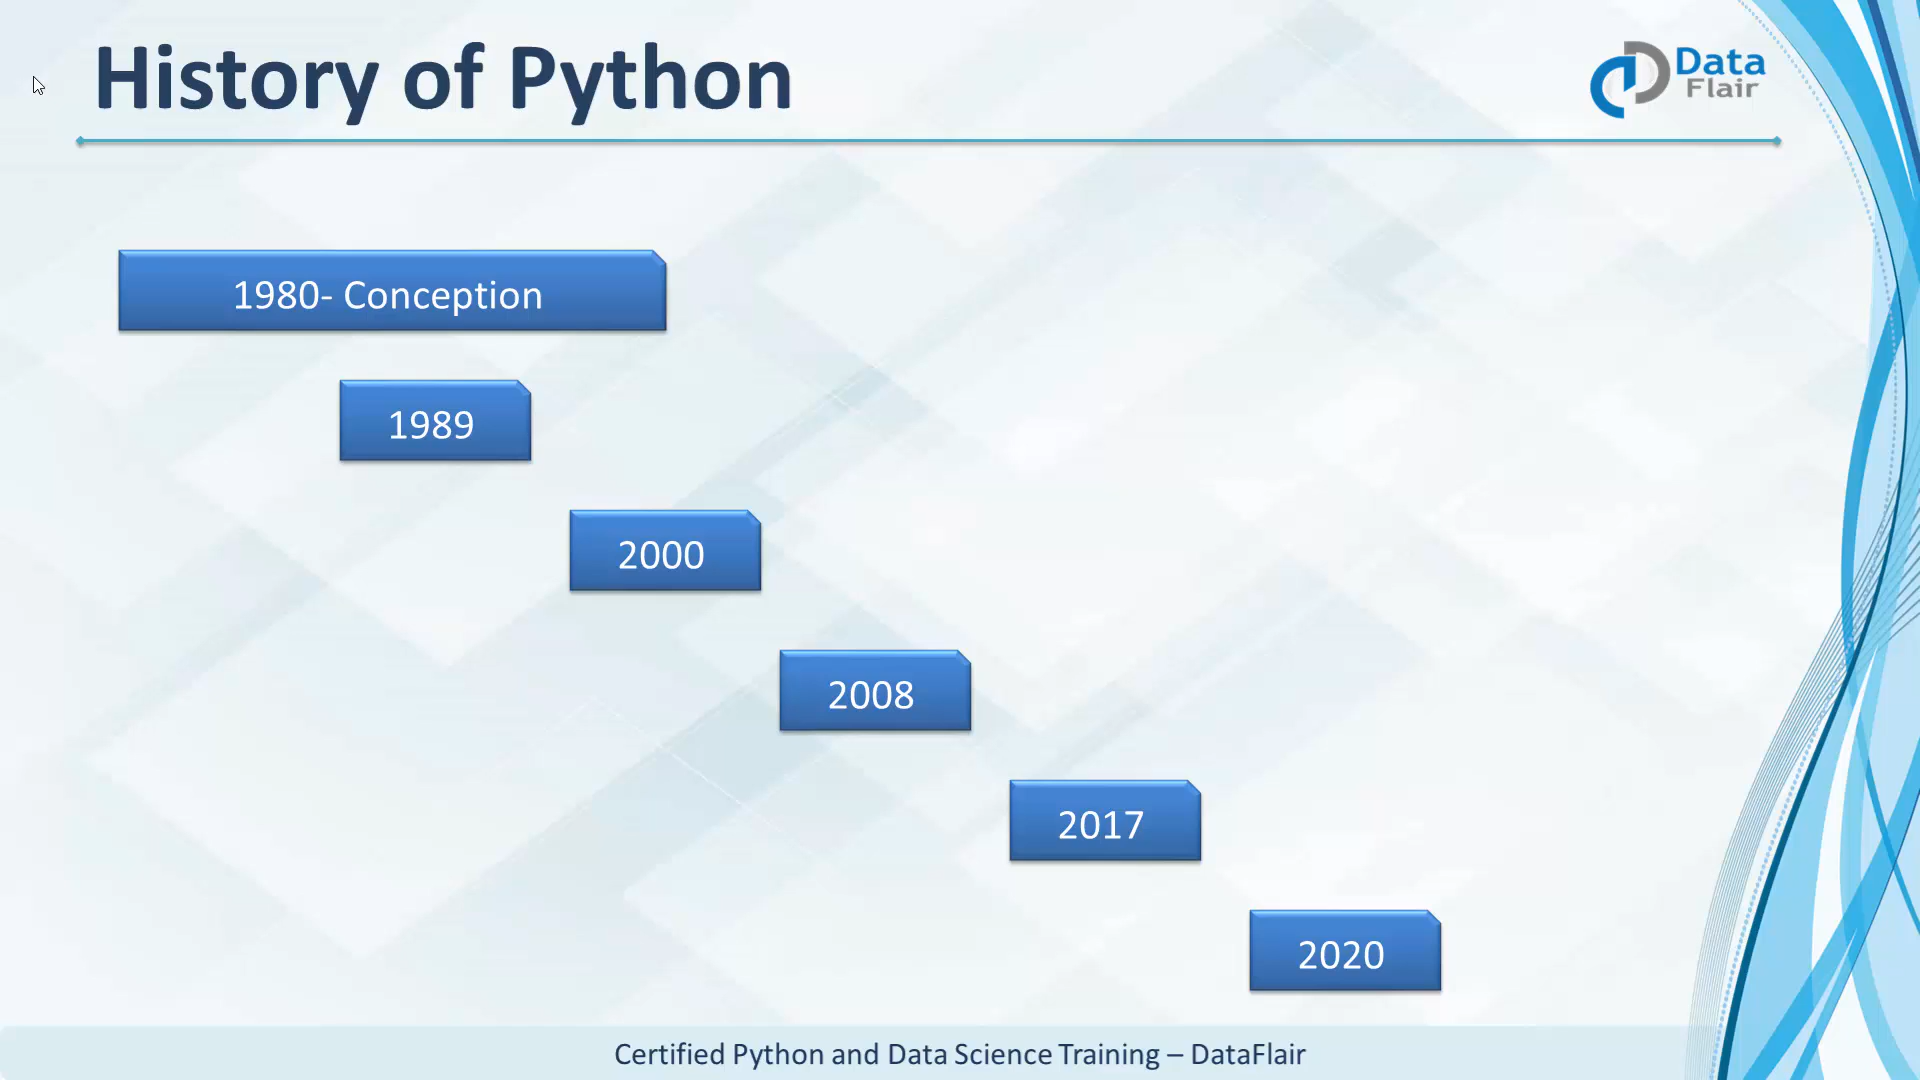 History of Python
Data
Flair
1980- Conception
1989
2000
2008
2017
2020
Certified Python and Data Science Training – DataFlair